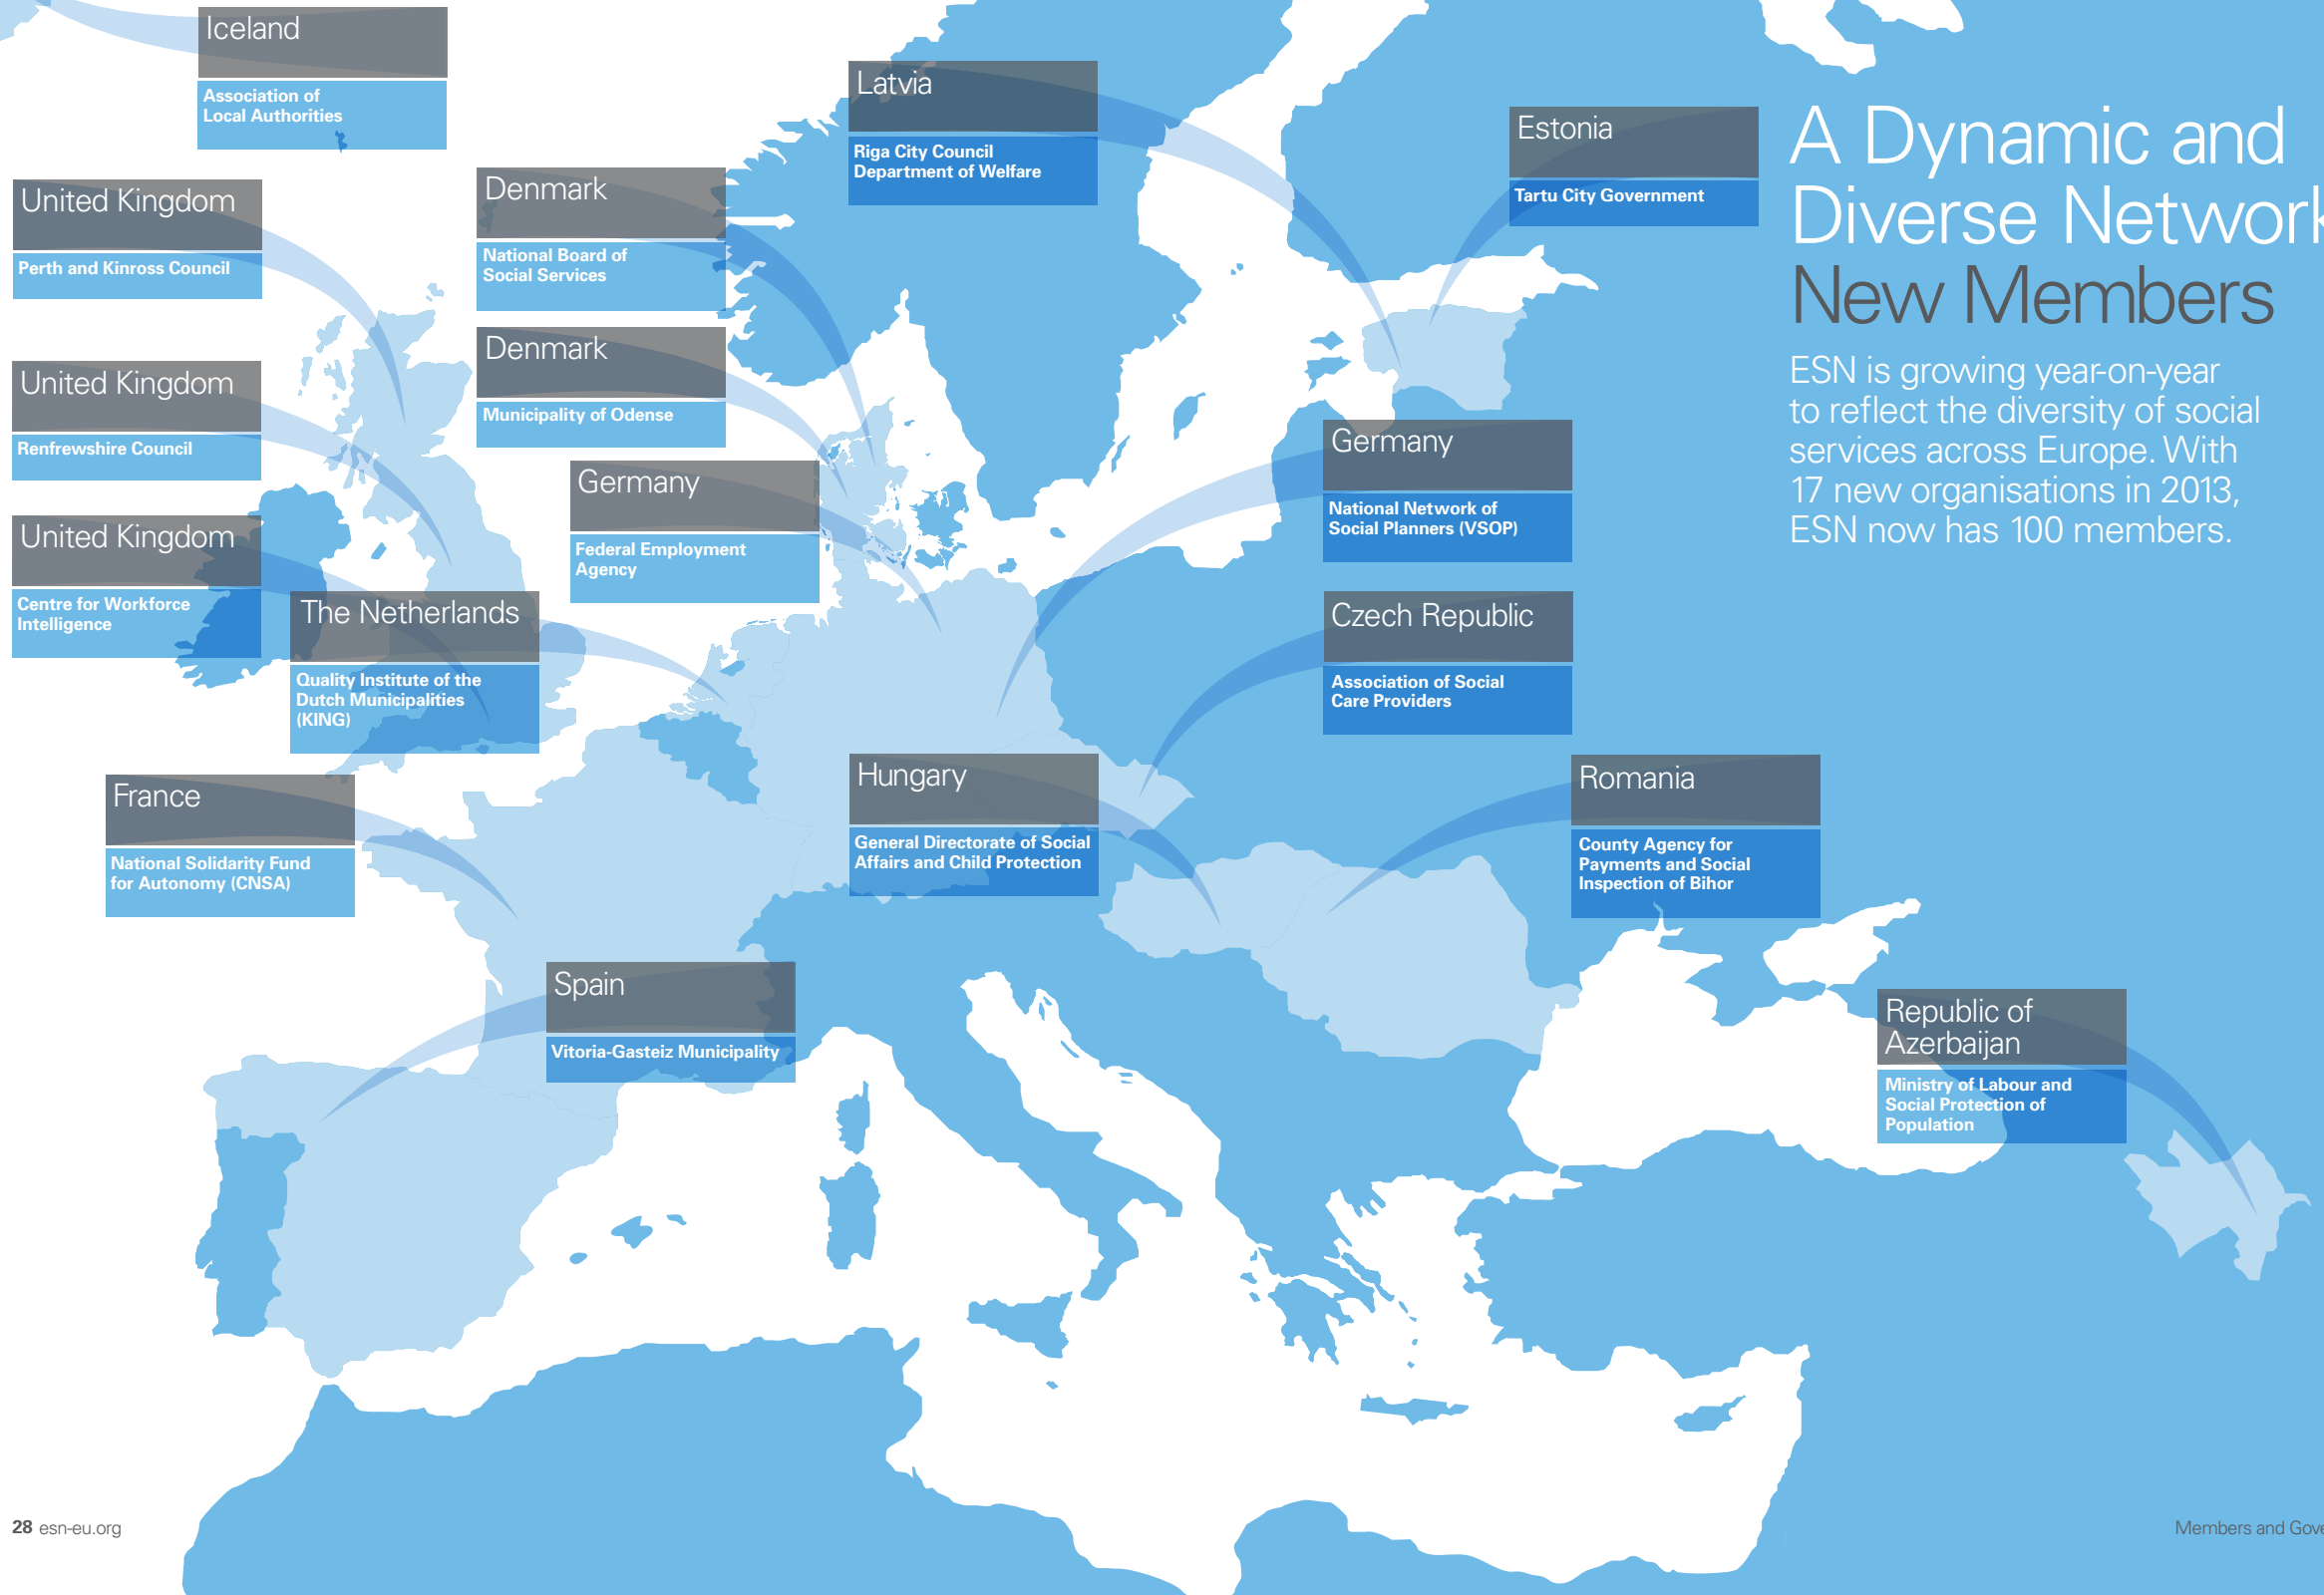 Iceland
Association of
Local Authorities
Latvia
Riga City Council
Department of Welfare
Estonia
Tartu City Government
A Dynamic and
Diverse Network
New Members
ESN is growing year-on-year
to reflect the diversity of social
services across Europe. With
17 new organisations in 2013,
ESN now has 100 members.
United Kingdom
Perth and Kinross Council
Denmark
National Board of
Social Services
Denmark
Municipality of Odense
United Kingdom
Renfrewshire Council
Germany
Federal Employment
Agency
Germany
National Network of
Social Planners (VSOP)
United Kingdom
Centre for Workforce
Intelligence
The Netherlands
Quality Institute of the
Dutch Municipalities
(KING)
Czech Republic
Association of Social
Care Providers
France
National Solidarity Fund
for Autonomy (CNSA)
Hungary
General Directorate of Social
Affairs and Child Protection
Romania
County Agency for
Payments and Social
Inspection of Bihor
Spain
Vitoria-Gasteiz Municipality
Republic of
Azerbaijan
Ministry of Labour and
Social Protection of
Population
28 esn-eu.org
Members and